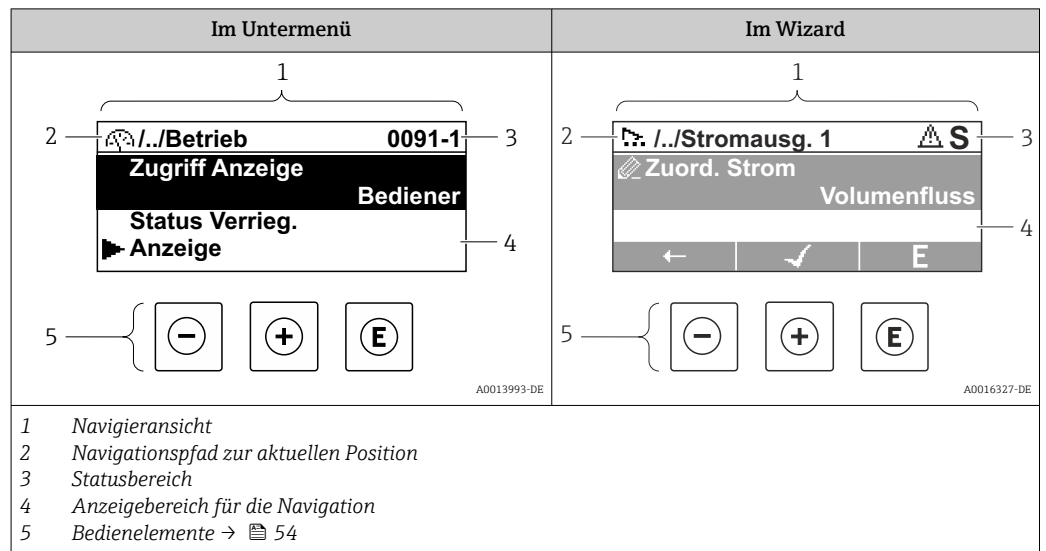 Im Untermenü
Im Wizard
1
2
/../Betrieb 0091-1
3
Zugriff Anzeige
Bediener
Status Verrieg.
Anzeige
4
5
- + E
A0013993-DE
1
2
/../Stromausg. 1 S
3
Zuord. Strom
Volumenfluss
4
← ✓ E
5
- + E
A0016327-DE
1 Navigieransicht
2 Navigationspfad zur aktuellen Position
3 Statusbereich
4 Anzeigebereich für die Navigation
5 Bedienelemente → 54